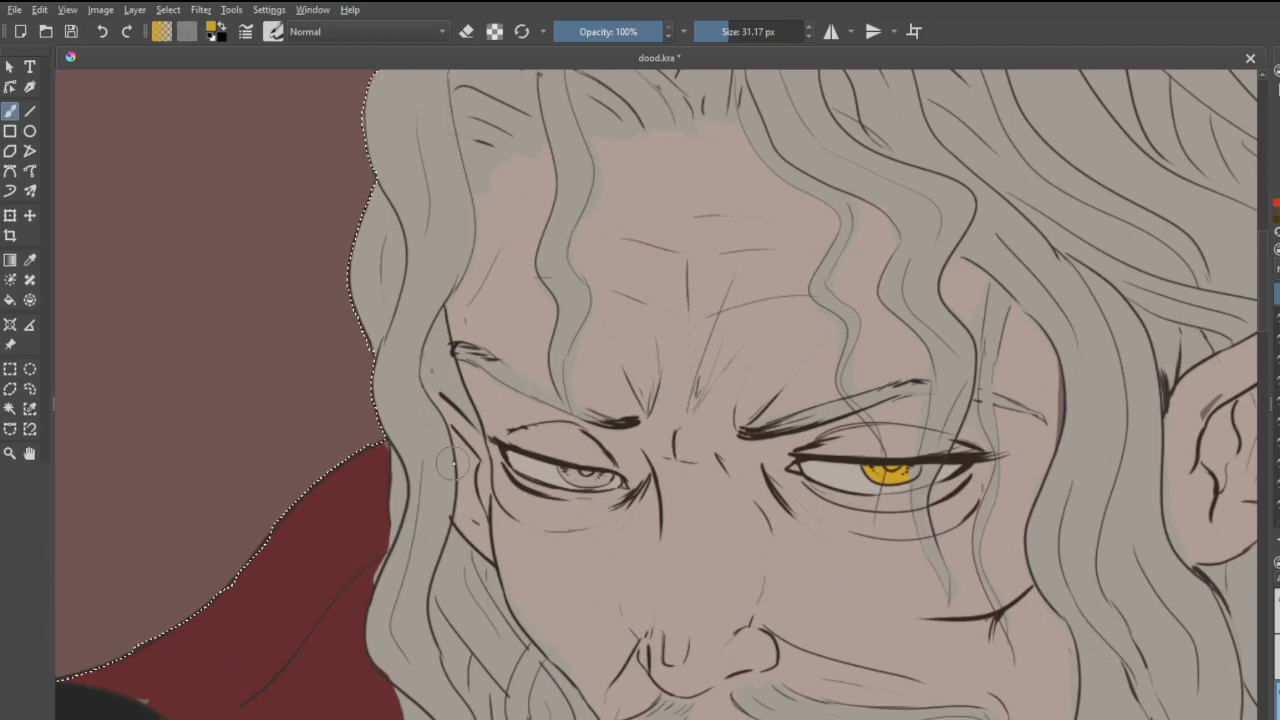 File Edit View Image Layer Select Filter Tools Settings Window Help
Normal Opacity: 100% Size: 31.17 px
dood.kra *